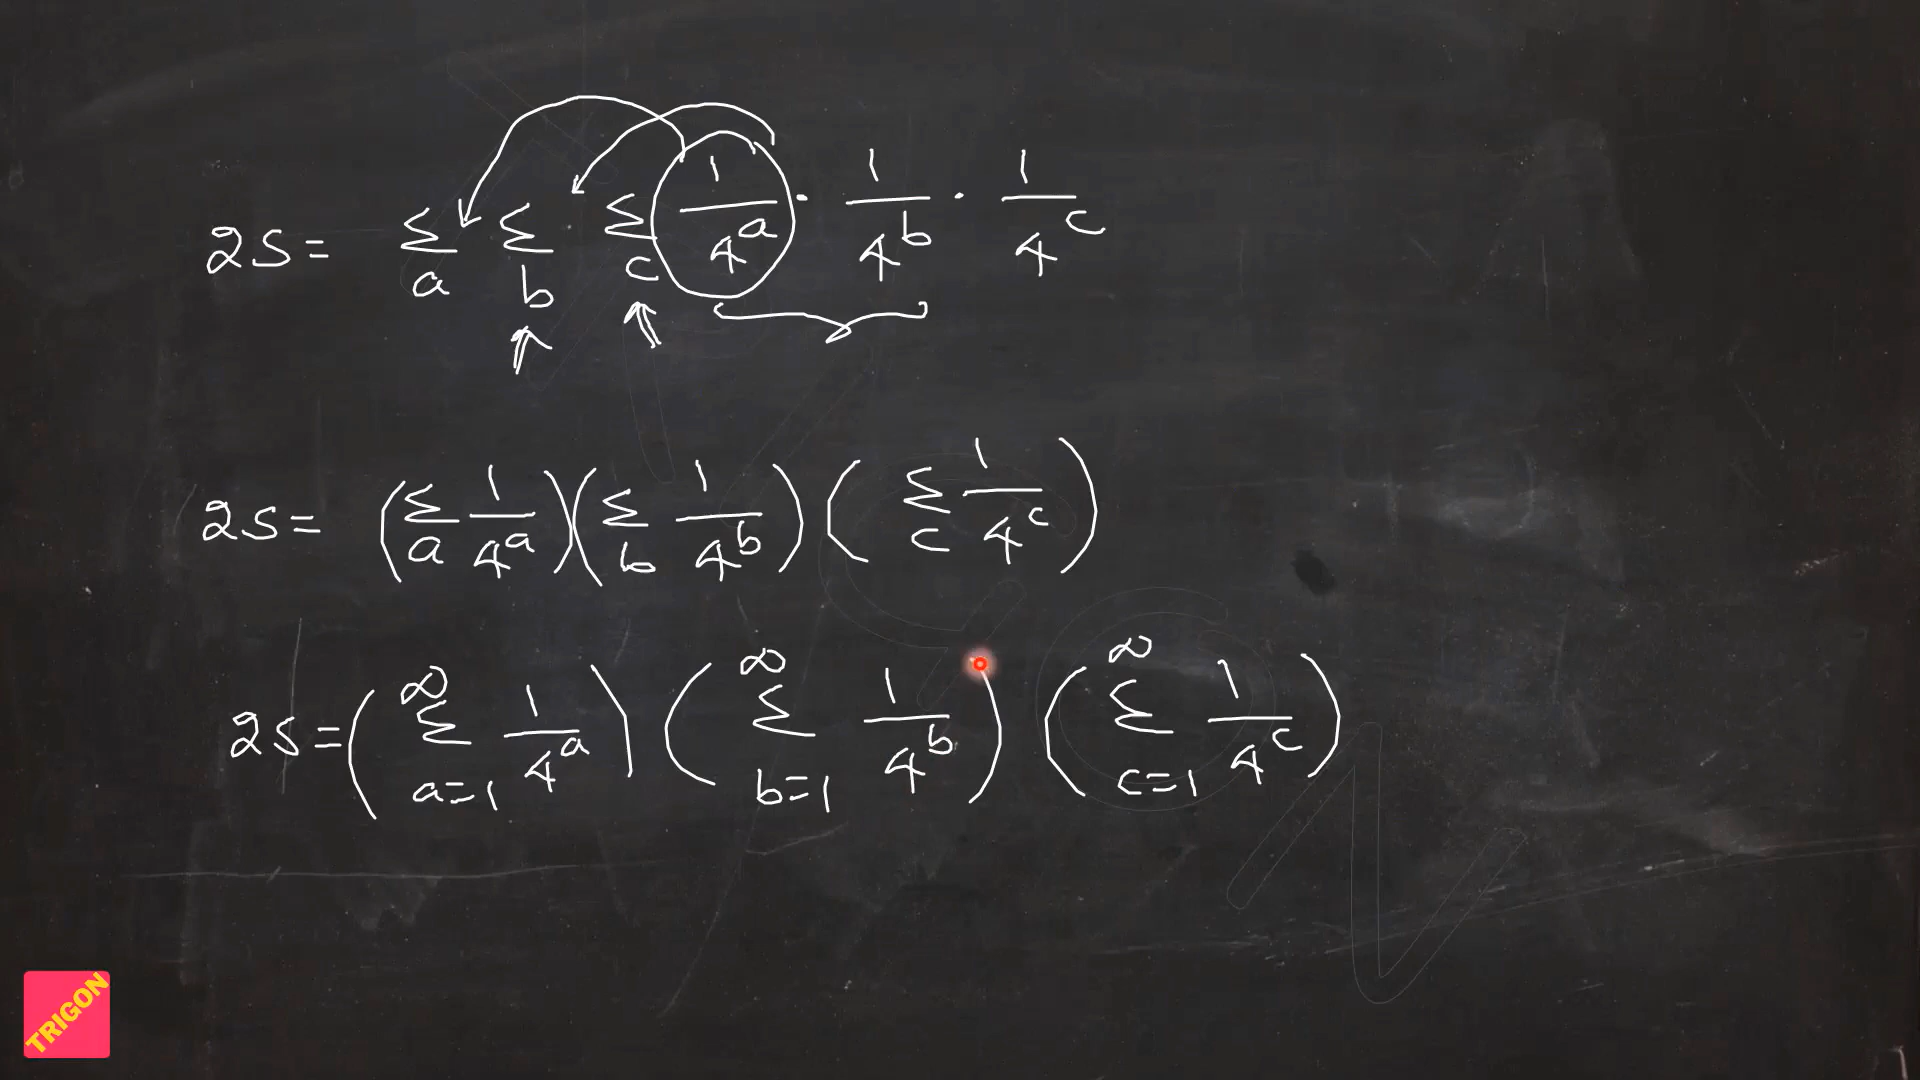 2S = Σ_a Σ_b Σ_c 1/4^a · 1/4^b · 1/4^c
2S = (Σ_a 1/4^a)(Σ_b 1/4^b)(Σ_c 1/4^c)
2S = (Σ_{a=1}^∞ 1/4^a)(Σ_{b=1}^∞ 1/4^b)(Σ_{c=1}^∞ 1/4^c)
TRIGON